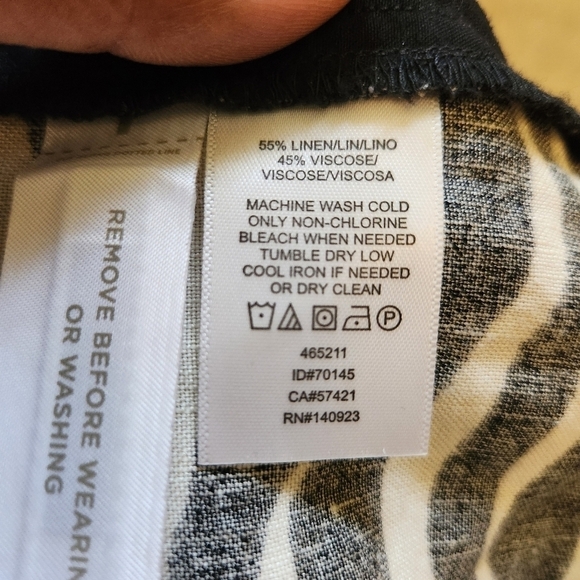 55% LINEN/LIN/LINO
45% VISCOSE/
VISCOSE/VISCOSA
MACHINE WASH COLD
ONLY NON-CHLORINE
BLEACH WHEN NEEDED
TUMBLE DRY LOW
COOL IRON IF NEEDED
OR DRY CLEAN
P
465211
ID#70145
CA#57421
RN#140923
REMOVE BEFORE WEARIN
OR WASHING